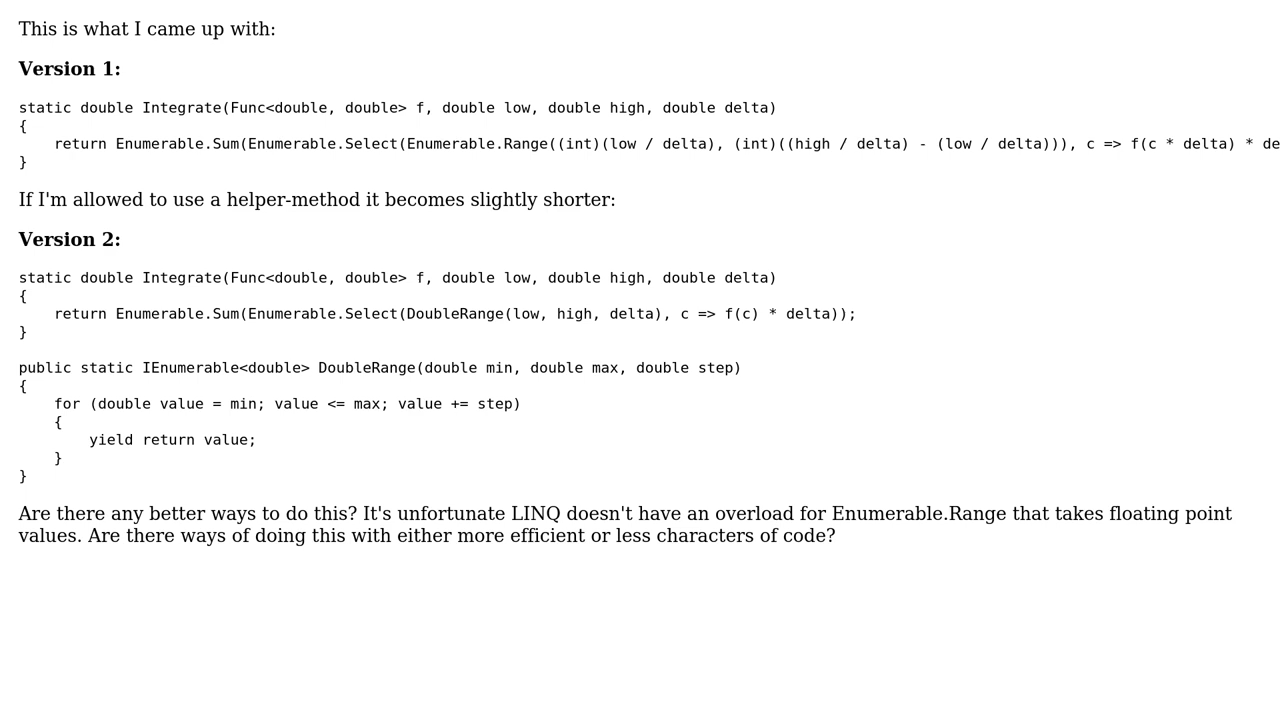 This is what I came up with:
Version 1:
static double Integrate(Func<double, double> f, double low, double high, double delta)
{
    return Enumerable.Sum(Enumerable.Select(Enumerable.Range((int)(low / delta), (int)((high / delta) - (low / delta))), c => f(c * delta) * de
}
If I'm allowed to use a helper-method it becomes slightly shorter:
Version 2:
static double Integrate(Func<double, double> f, double low, double high, double delta)
{
    return Enumerable.Sum(Enumerable.Select(DoubleRange(low, high, delta), c => f(c) * delta));
}
public static IEnumerable<double> DoubleRange(double min, double max, double step)
{
    for (double value = min; value <= max; value += step)
    {
        yield return value;
    }
}
Are there any better ways to do this? It's unfortunate LINQ doesn't have an overload for Enumerable.Range that takes floating point
values. Are there ways of doing this with either more efficient or less characters of code?